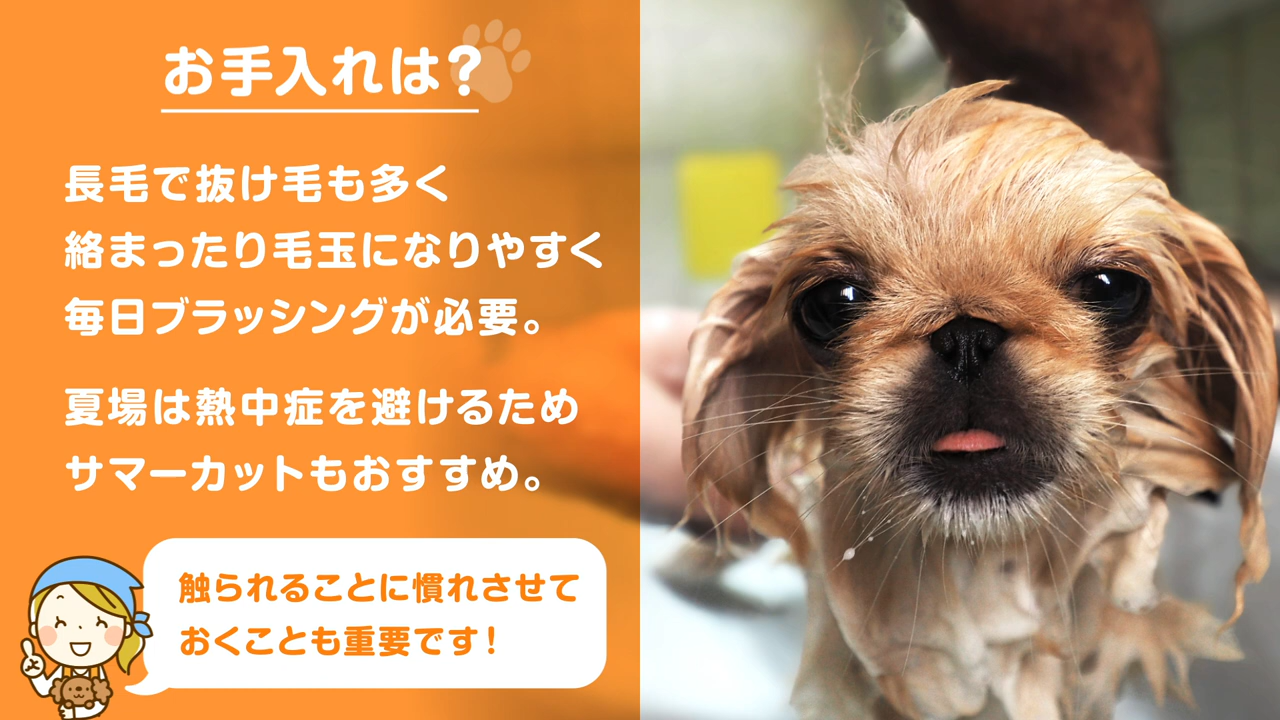 お手入れは?
長毛で抜け毛も多く
絡まったり毛玉になりやすく
毎日ブラッシングが必要。
夏場は熱中症を避けるため
サマーカットもおすすめ。
触られることに慣れさせて
おくことも重要です!